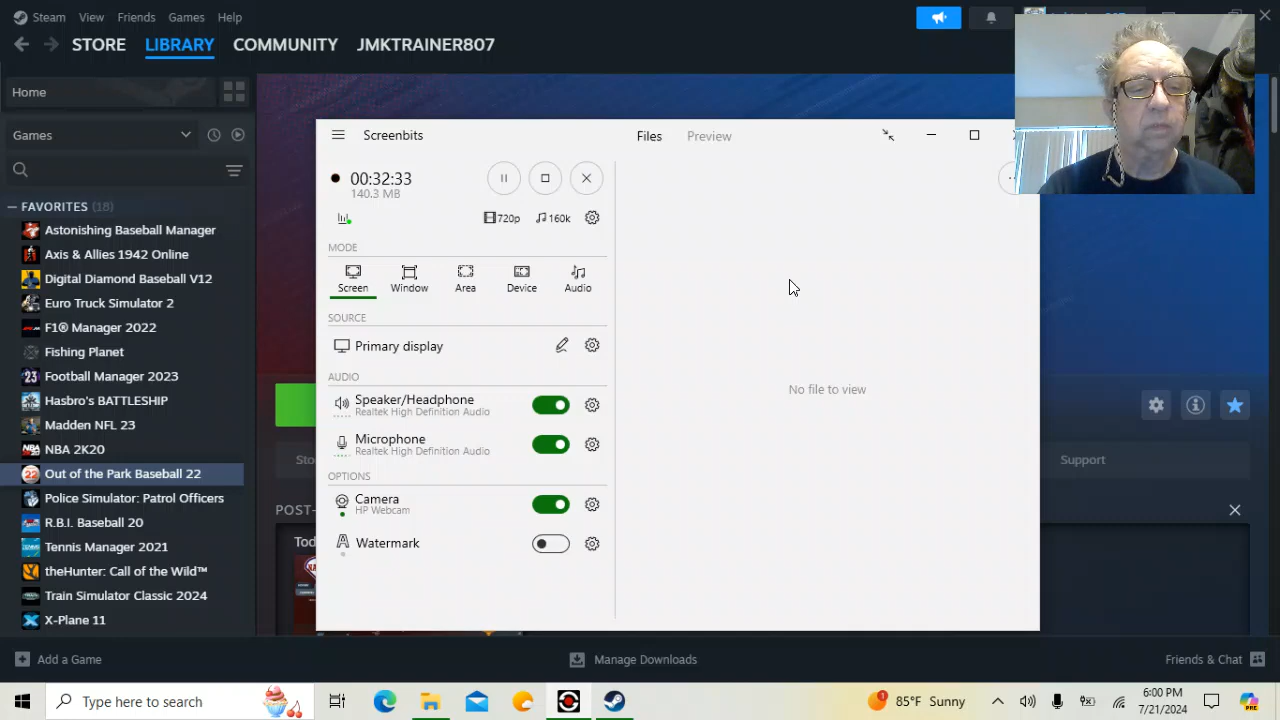 Steam View Friends Games Help
STORE LIBRARY COMMUNITY JMKTRAINER807
Home
Games
FAVORITES (18)
Astonishing Baseball Manager
Axis & Allies 1942 Online
Digital Diamond Baseball V12
Euro Truck Simulator 2
F1® Manager 2022
Fishing Planet
Football Manager 2023
Hasbro's BATTLESHIP
Madden NFL 23
NBA 2K20
Out of the Park Baseball 22
Police Simulator: Patrol Officers
R.B.I. Baseball 20
Tennis Manager 2021
theHunter: Call of the Wild™
Train Simulator Classic 2024
X-Plane 11
Screenbits
Files Preview
00:32:33
140.3 MB
720p 160k
MODE
Screen Window Area Device Audio
SOURCE
Primary display
AUDIO
Speaker/Headphone
Realtek High Definition Audio
Microphone
Realtek High Definition Audio
OPTIONS
Camera
HP Webcam
Watermark
No file to view
Sto
Support
POST-
Tod
Add a Game
Manage Downloads
Friends & Chat
Type here to search
1
85°F Sunny
6:00 PM
7/21/2024
PRE